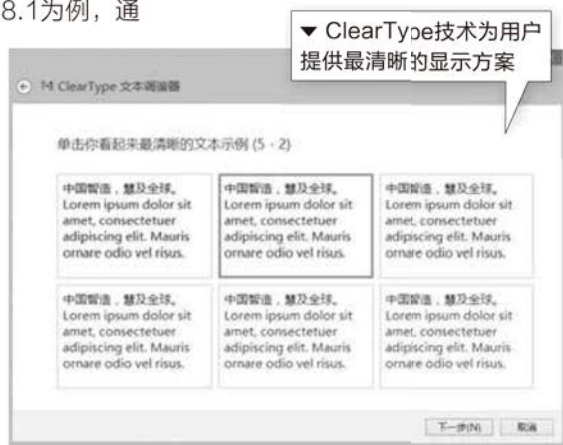 8.1为例，通
▼ ClearType技术为用户
提供最清晰的显示方案
ClearType 文本调谐器
单击你看起来最清晰的文本示例 (5 - 2)
中国智造，慧及全球。
Lorem ipsum dolor sit
amet, consectetuer
adipiscing elit. Mauris
ornare odio vel risus.
中国智造，慧及全球。
Lorem ipsum dolor sit
amet, consectetuer
adipiscing elit. Mauris
ornare odio vel risus.
中国智造，慧及全球。
Lorem ipsum dolor sit
amet, consectetuer
adipiscing elit. Mauris
ornare odio vel risus.
中国智造，慧及全球。
Lorem ipsum dolor sit
amet, consectetuer
adipiscing elit. Mauris
ornare odio vel risus.
中国智造，慧及全球。
Lorem ipsum dolor sit
amet, consectetuer
adipiscing elit. Mauris
ornare odio vel risus.
中国智造，慧及全球。
Lorem ipsum dolor sit
amet, consectetuer
adipiscing elit. Mauris
ornare odio vel risus.
下一步(N)
取消